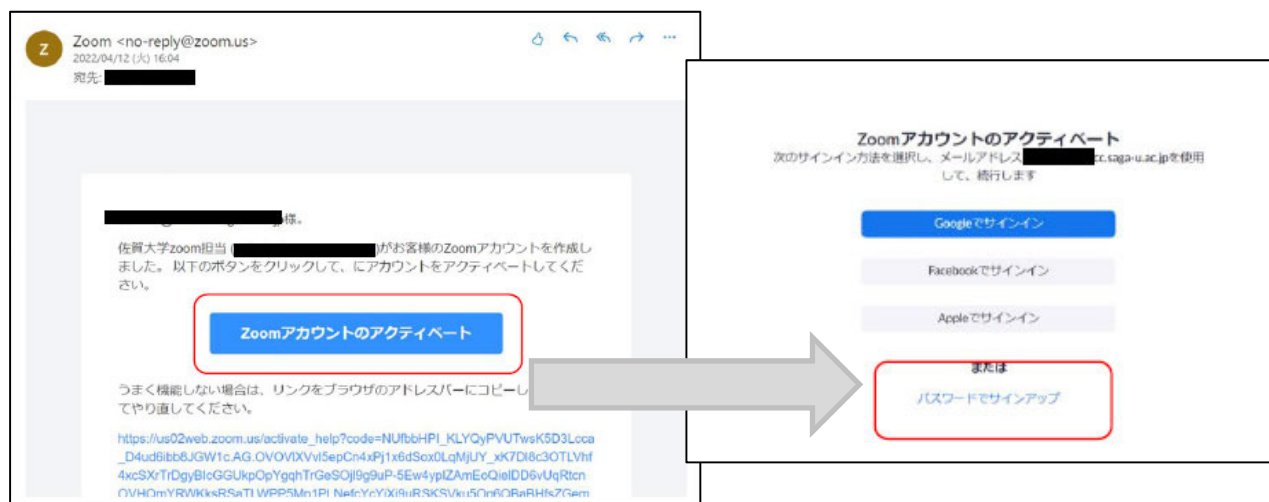 Z
Zoom <no-reply@zoom.us>
2022/04/12 (火) 16:04
宛先:
様。
佐賀大学zoom担当 ( )がお客様のZoomアカウントを作成し
ました。 以下のボタンをクリックして、にアカウントをアクティベートしてくだ
さい。
Zoomアカウントのアクティベート
うまく機能しない場合は、リンクをブラウザのアドレスバーにコピーし
てやり直してください。
https://us02web.zoom.us/activate_help?code=
Zoomアカウントのアクティベート
次のサインイン方法を選択し、メールアドレス cc.saga-u.ac.jpを使用
して、続行します
Googleでサインイン
Facebookでサインイン
Appleでサインイン
または
パスワードでサインアップ